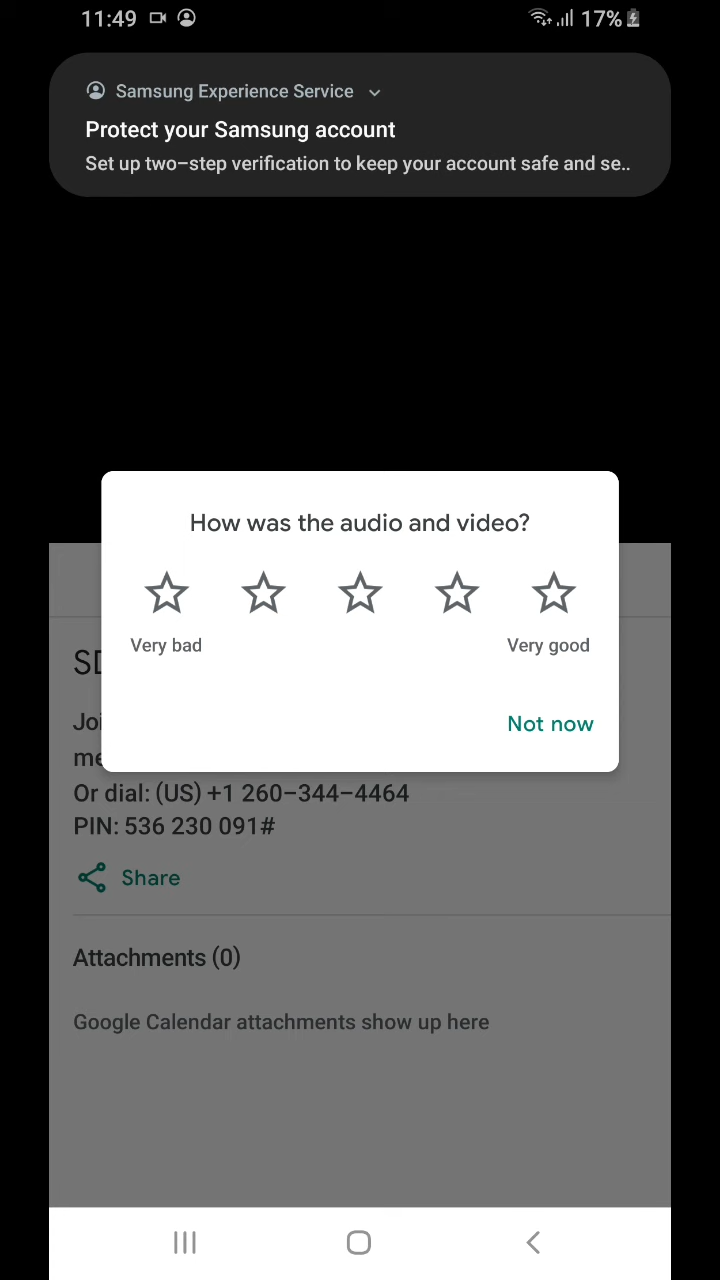 11:49 17%
Samsung Experience Service
Protect your Samsung account
Set up two-step verification to keep your account safe and se..
How was the audio and video?
Very bad Very good
Not now
Or dial: (US) +1 260-344-4464
PIN: 536 230 091#
Share
Attachments (0)
Google Calendar attachments show up here